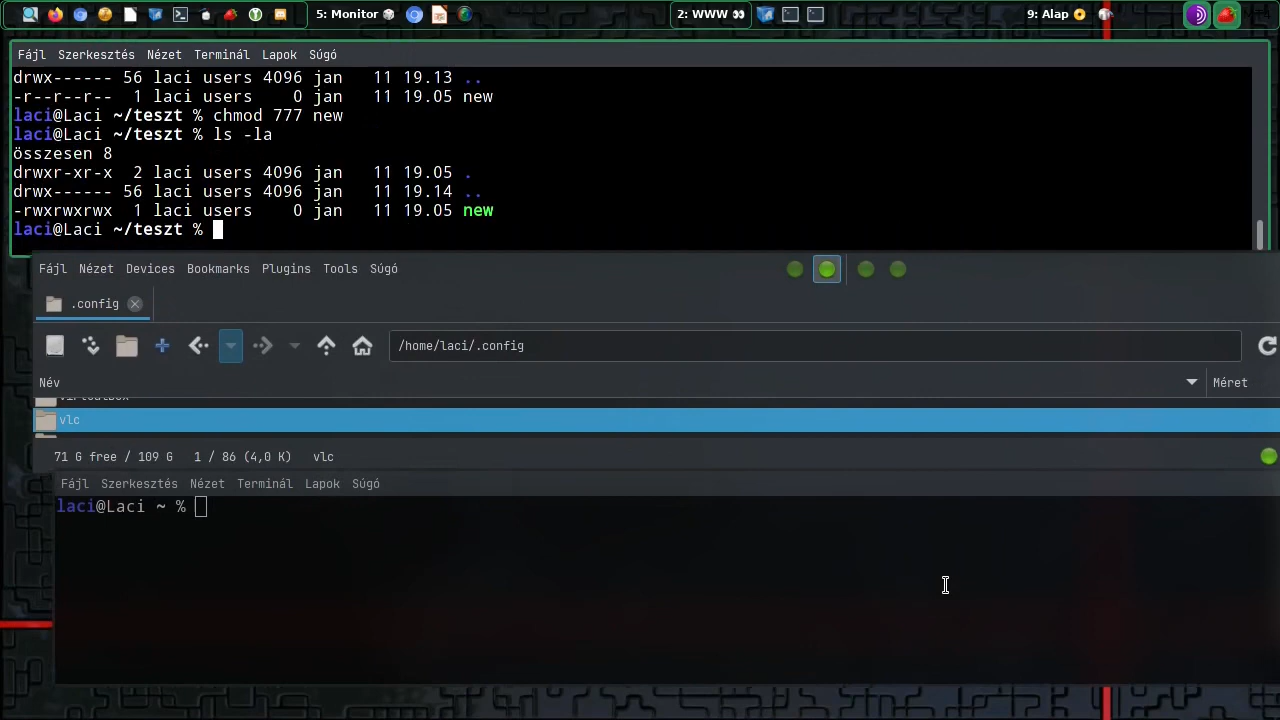 5: Monitor
2: WWW
9: Alap
Fájl Szerkesztés Nézet Terminál Lapok Súgó
drwx------ 56 laci users 4096 jan 11 19.13 ..
-r--r--r-- 1 laci users 0 jan 11 19.05 new
laci@Laci ~/teszt % chmod 777 new
laci@Laci ~/teszt % ls -la
összesen 8
drwxr-xr-x 2 laci users 4096 jan 11 19.05 .
drwx------ 56 laci users 4096 jan 11 19.14 ..
-rwxrwxrwx 1 laci users 0 jan 11 19.05 new
laci@Laci ~/teszt %
Fájl Nézet Devices Bookmarks Plugins Tools Súgó
.config
/home/laci/.config
Név Méret
vlc
71 G free / 109 G 1 / 86 (4,0 K) vlc
Fájl Szerkesztés Nézet Terminál Lapok Súgó
laci@Laci ~ %